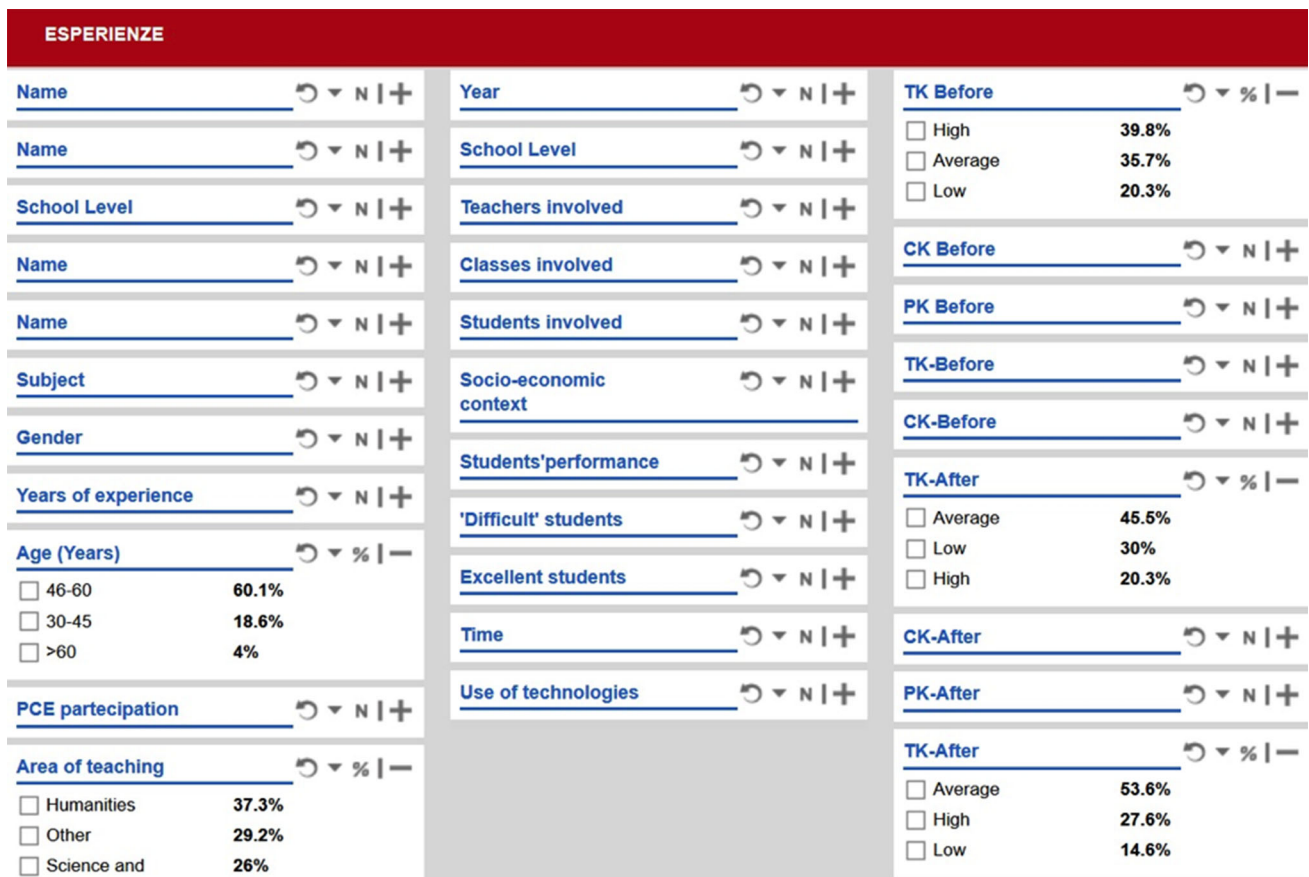 ESPERIENZE
Name N
Name N
School Level N
Name N
Name N
Subject N
Gender N
Years of experience N
Age (Years) %
46-60 60.1%
30-45 18.6%
>60 4%
PCE partecipation N
Area of teaching %
Humanities 37.3%
Other 29.2%
Science and 26%
Year N
School Level N
Teachers involved N
Classes involved N
Students involved N
Socio-economic N
context
Students'performance N
'Difficult' students N
Excellent students N
Time N
Use of technologies N
TK Before %
High 39.8%
Average 35.7%
Low 20.3%
CK Before N
PK Before N
TK-Before N
CK-Before N
TK-After %
Average 45.5%
Low 30%
High 20.3%
CK-After N
PK-After N
TK-After %
Average 53.6%
High 27.6%
Low 14.6%